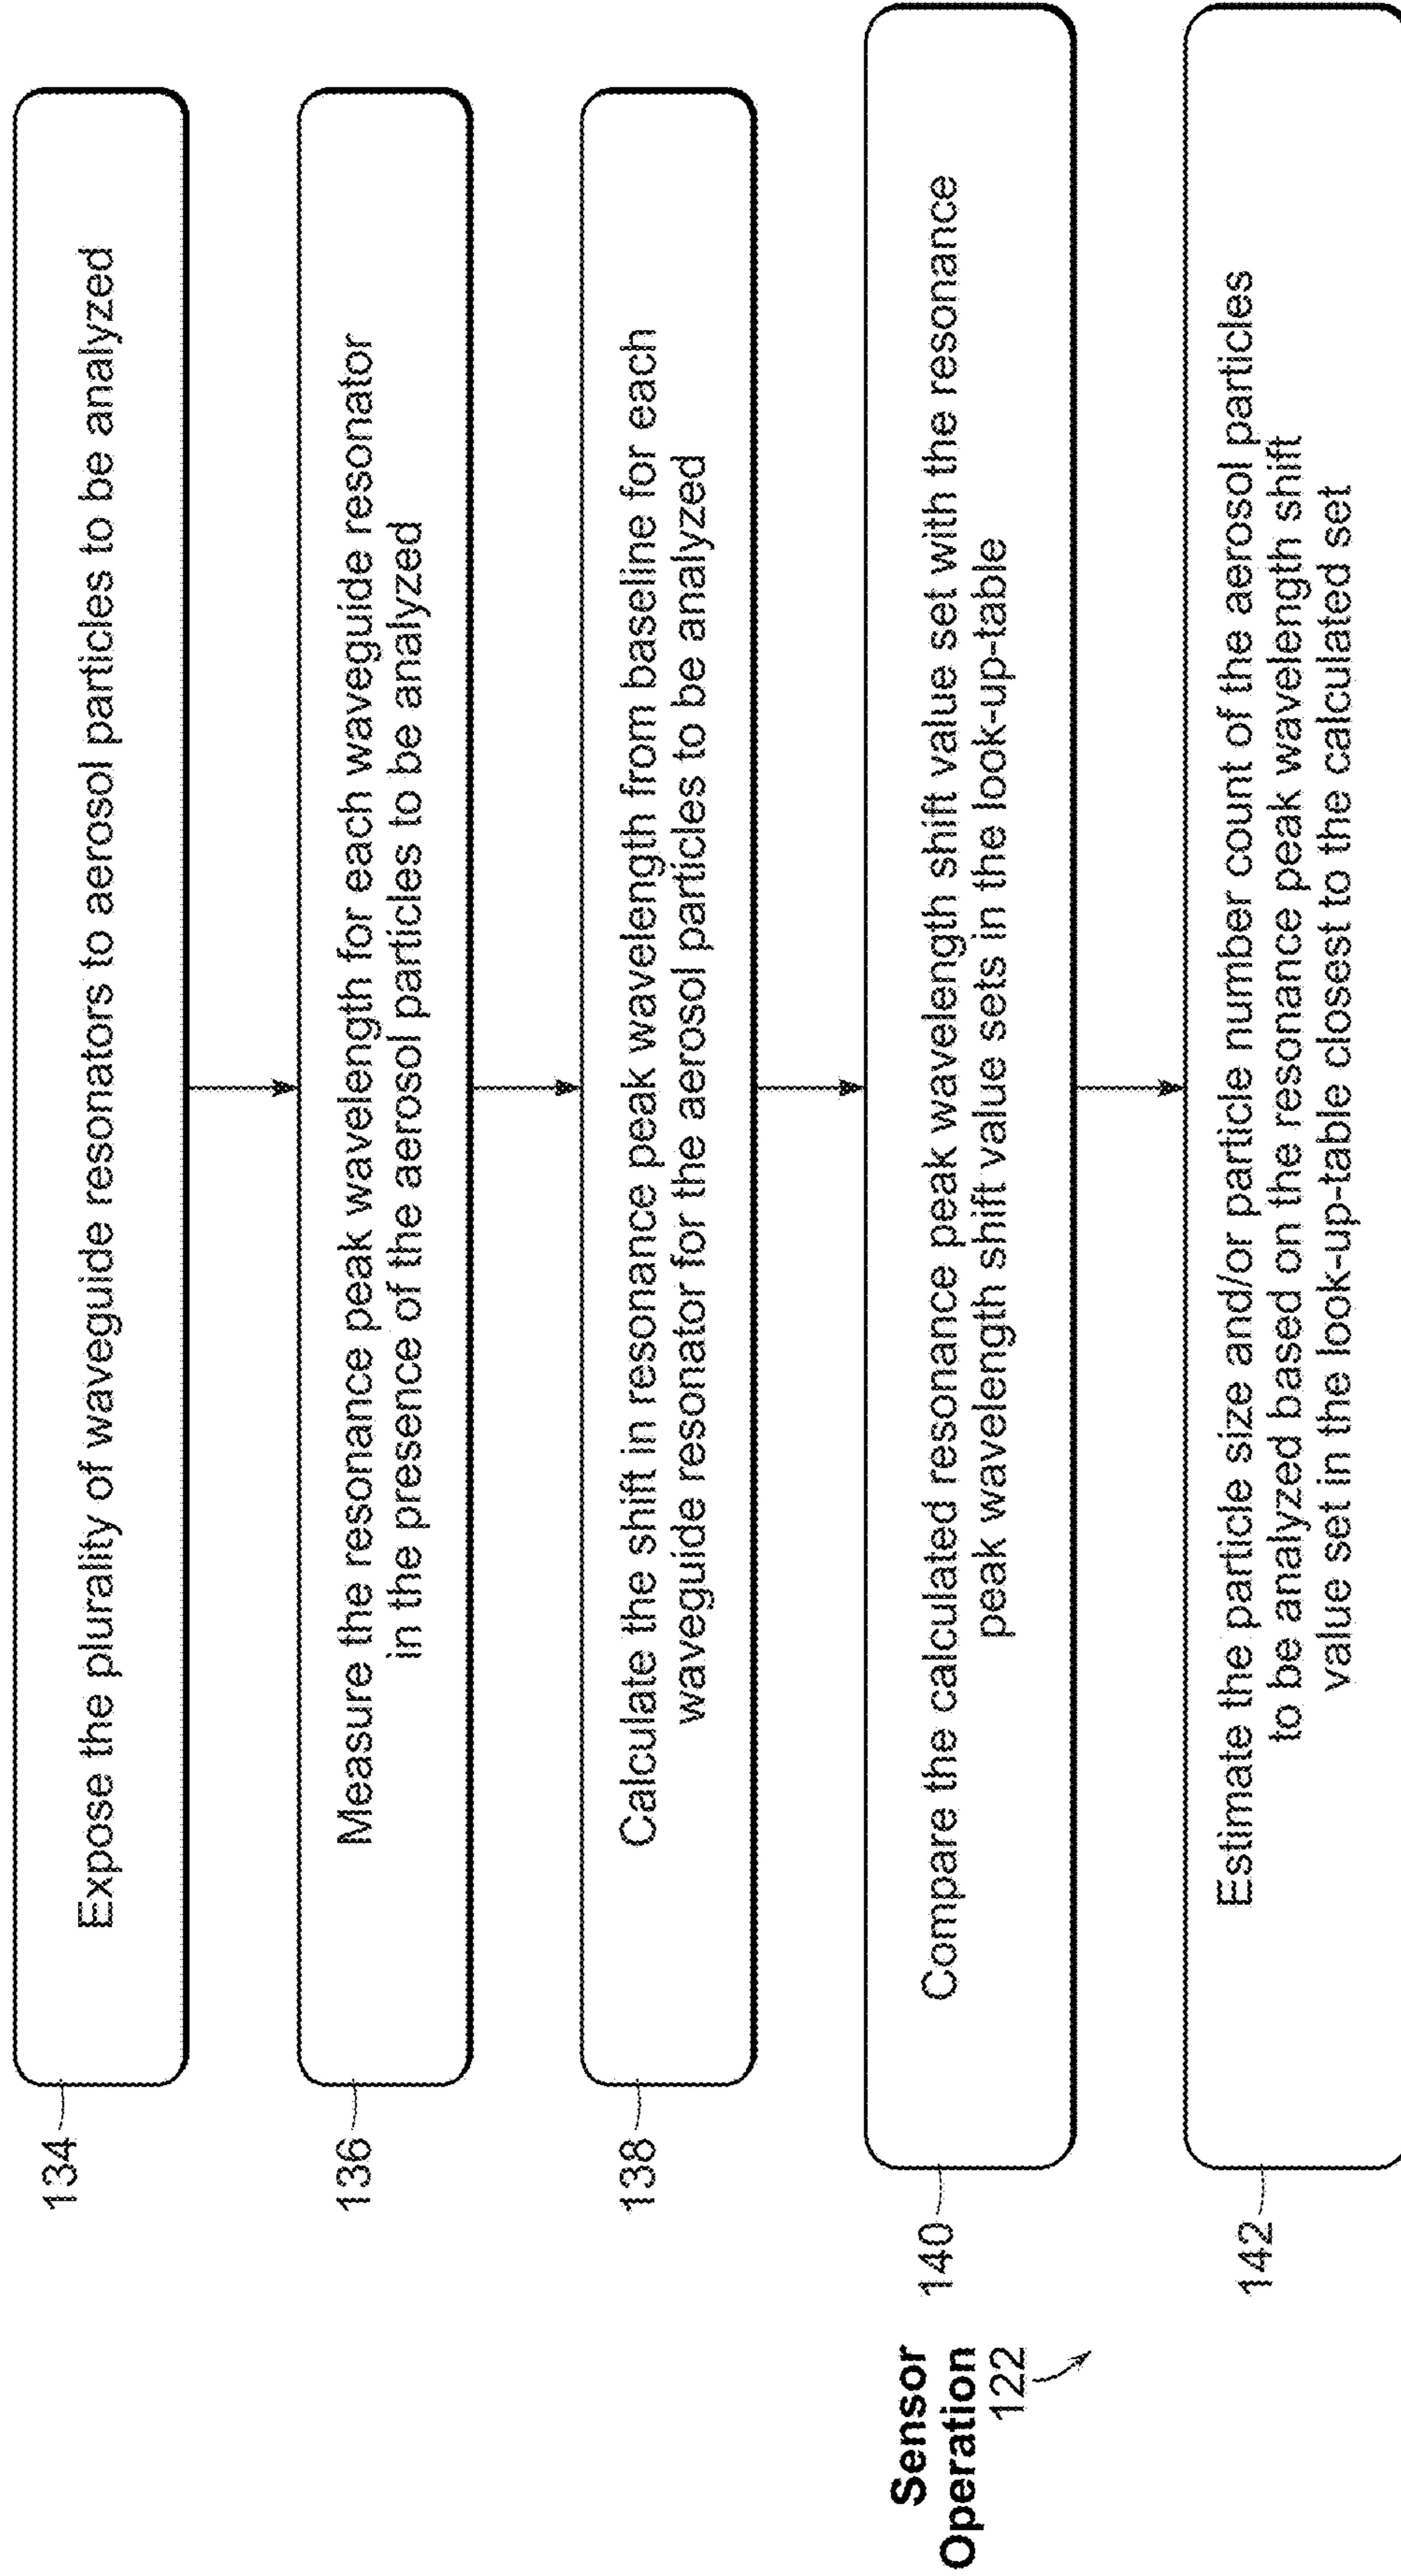 134
Expose the plurality of waveguide resonators to aerosol particles to be analyzed
136
Measure the resonance peak wavelength for each waveguide resonator
in the presence of the aerosol particles to be analyzed
138
Calculate the shift in resonance peak wavelength from baseline for each
waveguide resonator for the aerosol particles to be analyzed
Sensor
Operation
122
140
Compare the calculated resonance peak wavelength shift value set with the resonance
peak wavelength shift value sets in the look-up-table
142
Estimate the particle size and/or particle number count of the aerosol particles
to be analyzed based on the resonance peak wavelength shift
value set in the look-up-table closest to the calculated set